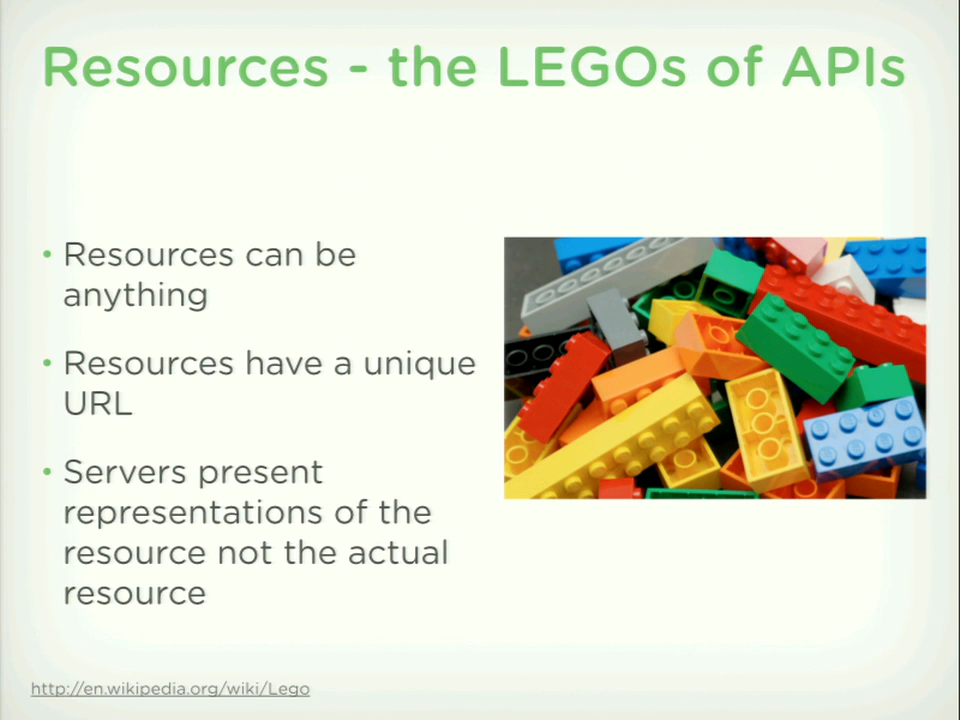 Resources - the LEGOs of APIs
• Resources can be
anything
• Resources have a unique
URL
• Servers present
representations of the
resource not the actual
resource
http://en.wikipedia.org/wiki/Lego